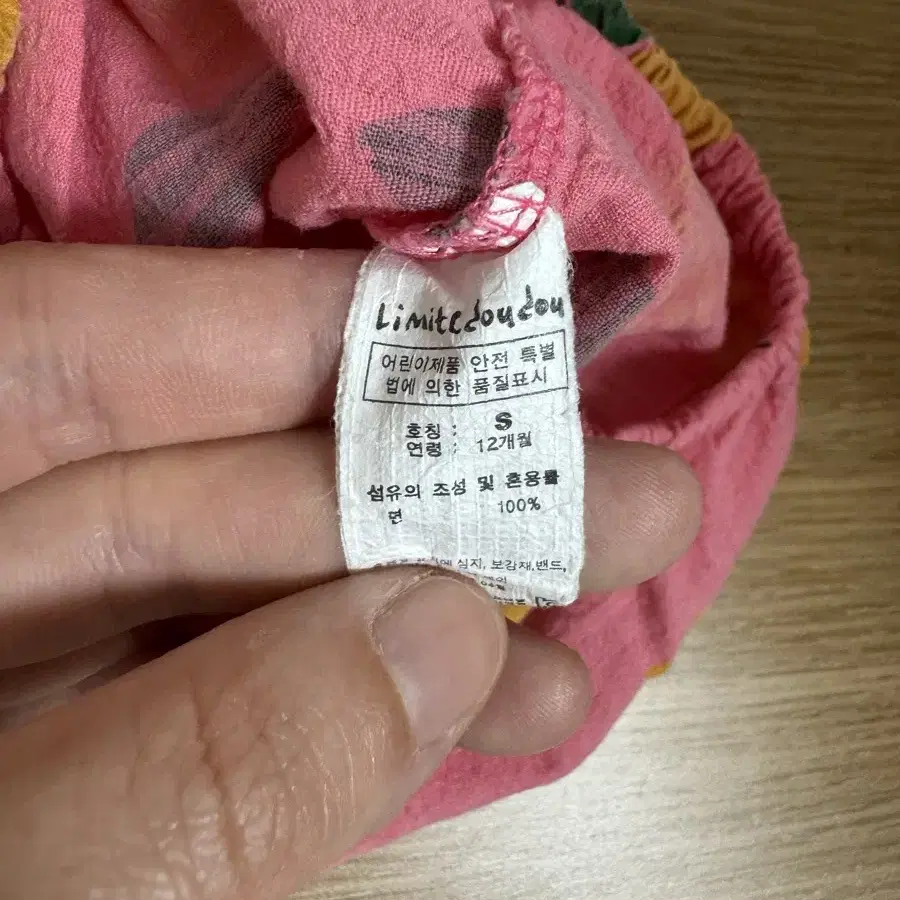 Limitedoudou
어린이제품 안전 특별
법에 의한 품질표시
호칭 : S
연령 : 12개월
섬유의 조성 및 혼용률
면 100%
심지, 보강재,밴드,